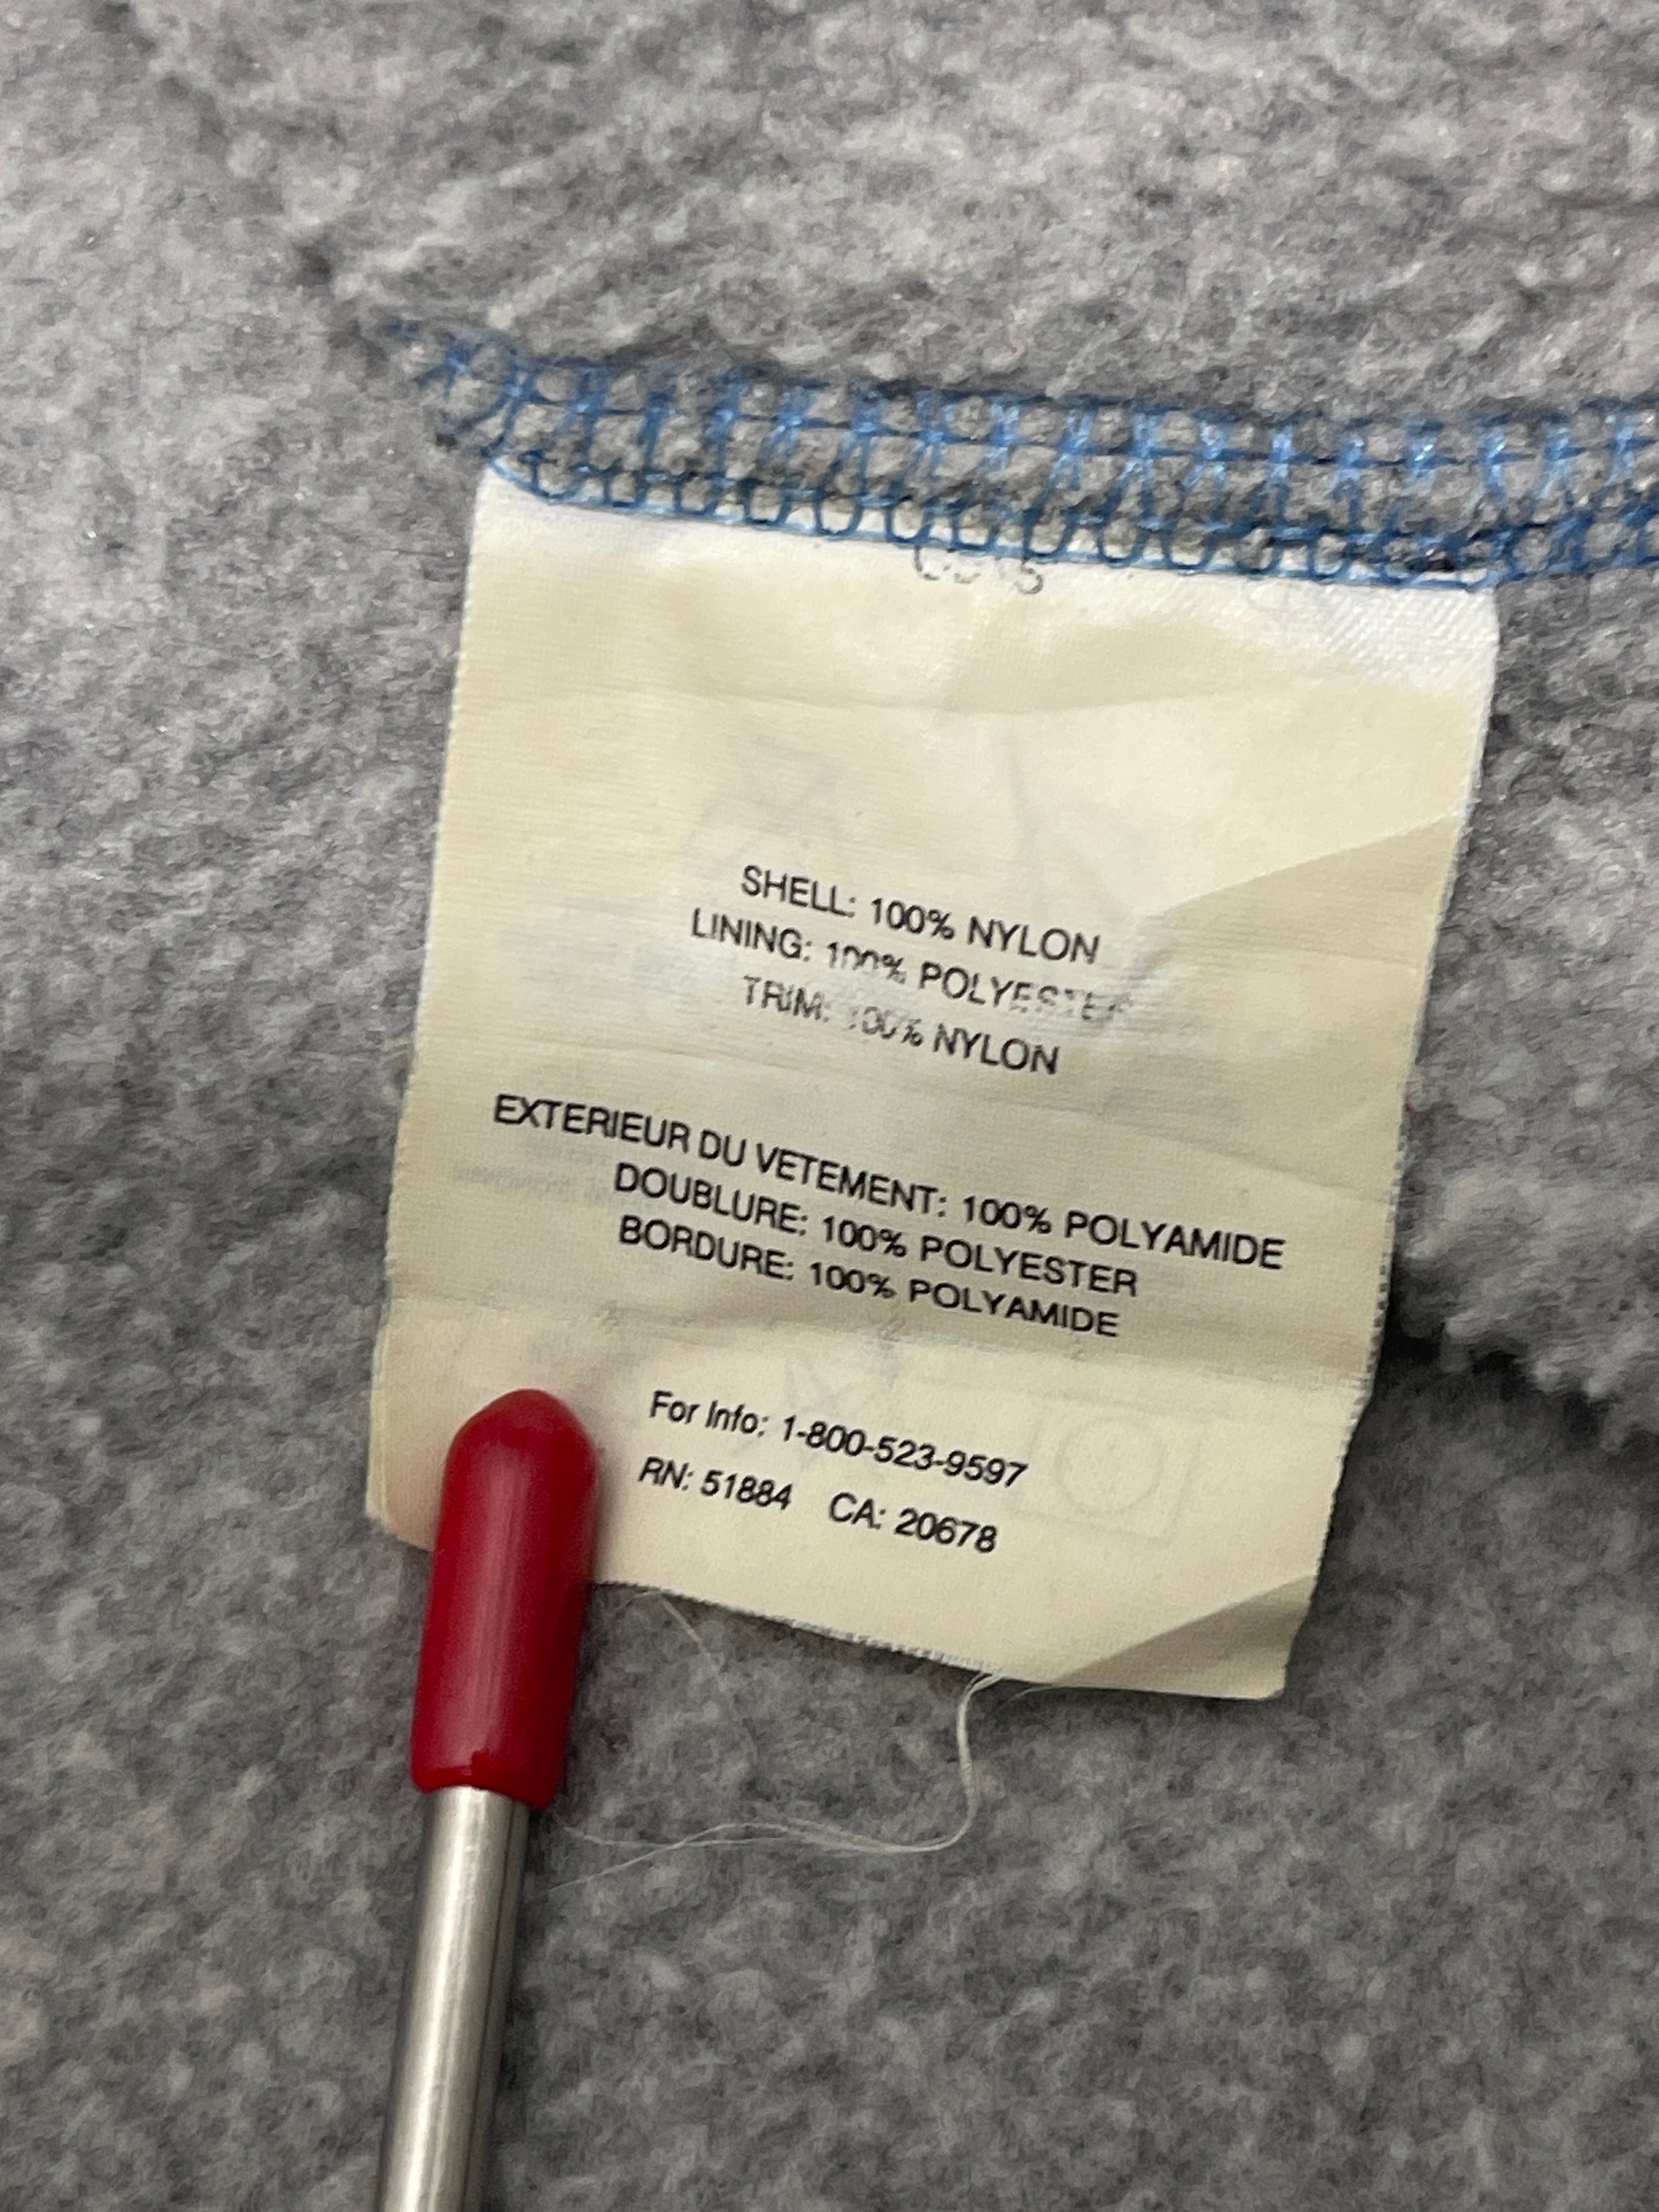 SHELL: 100% NYLON
LINING: 100% POLYESTER
TRIM: 100% NYLON
EXTERIEUR DU VETEMENT: 100% POLYAMIDE
DOUBLURE: 100% POLYESTER
BORDURE: 100% POLYAMIDE
For Info: 1-800-523-9597
RN: 51884 CA: 20678